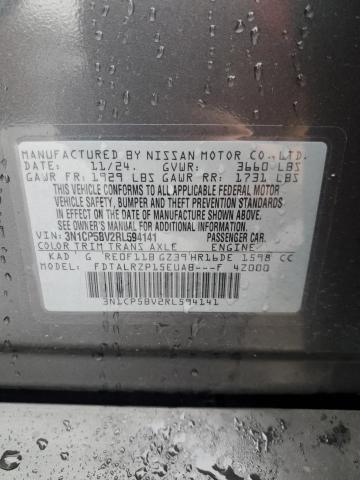 MANUFACTURED BY NISSAN MOTOR CO., LTD.
DATE: 11/24. GVWR: 3660 LBS
GAWR FR: 1929 LBS GAWR RR: 1731 LBS
THIS VEHICLE CONFORMS TO ALL APPLICABLE FEDERAL MOTOR
VEHICLE SAFETY, BUMPER, AND THEFT PREVENTION
STANDARDS IN EFFECT ON THE DATE OF
MANUFACTURE SHOWN ABOVE.
SEE OWNER'S MANUAL FOR ADDITIONAL INFORMATION.
VIN: 3N1CP5BV2RL594141 PASSENGER CAR.
COLOR TRIM TRANS AXLE ENGINE
KAD G RE0F11B GZ39 HR16DE 1598 CC
MODEL: FDTALRZP15EUAB---F 4Z000
3N1CP5BV2RL594141